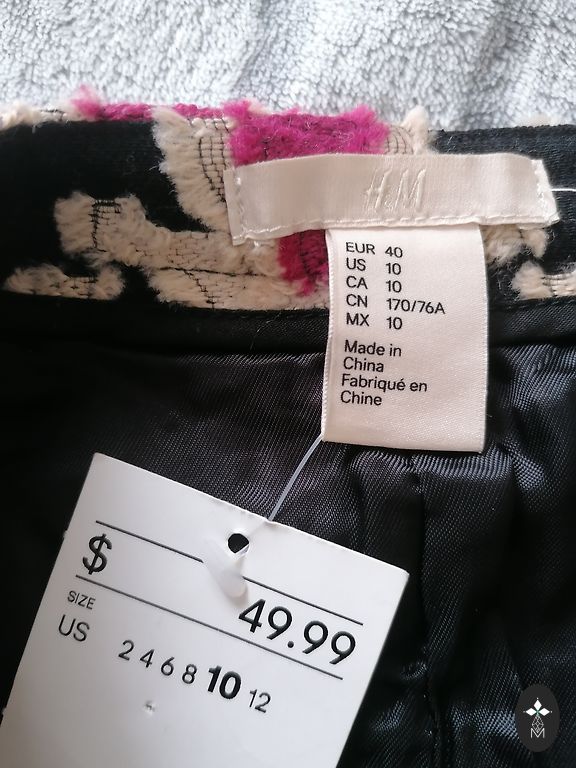 H&M
EUR 40
US 10
CA 10
CN 170/76A
MX 10
Made in
China
Fabriqué en
Chine
$ 49.99
SIZE
US 2 4 6 8 10 12
M